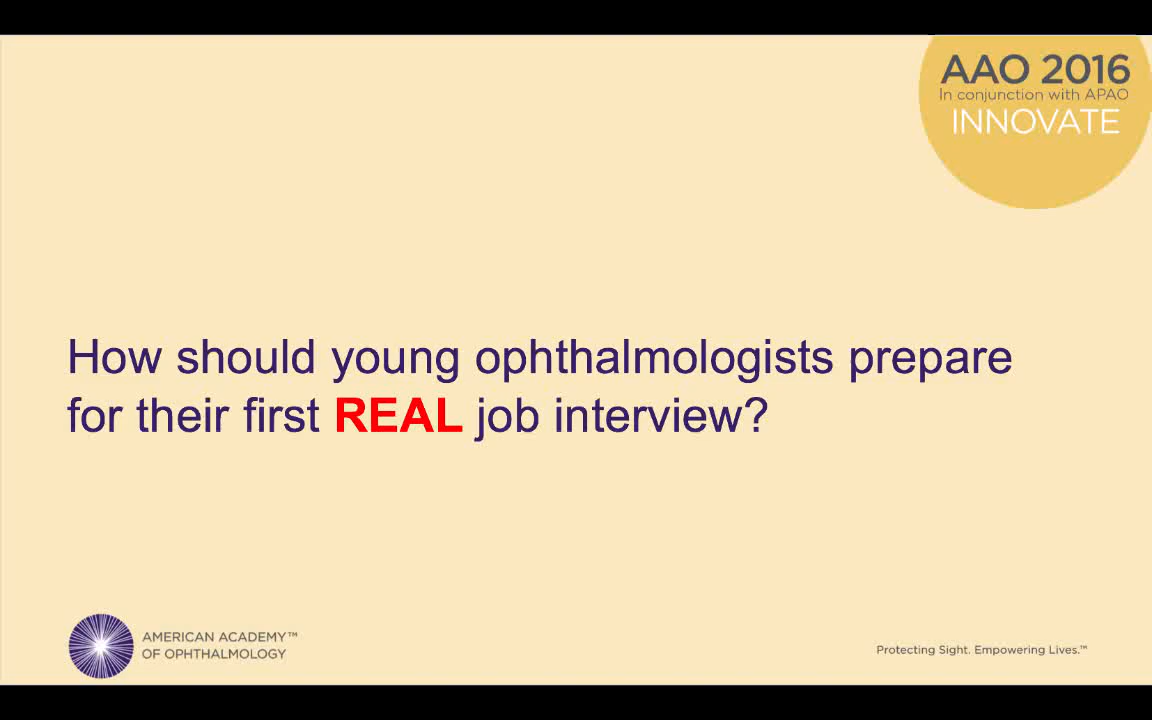 AAO 2016
In conjunction with APAO
INNOVATE
How should young ophthalmologists prepare
for their first REAL job interview?
AMERICAN ACADEMY™
OF OPHTHALMOLOGY
Protecting Sight. Empowering Lives.™